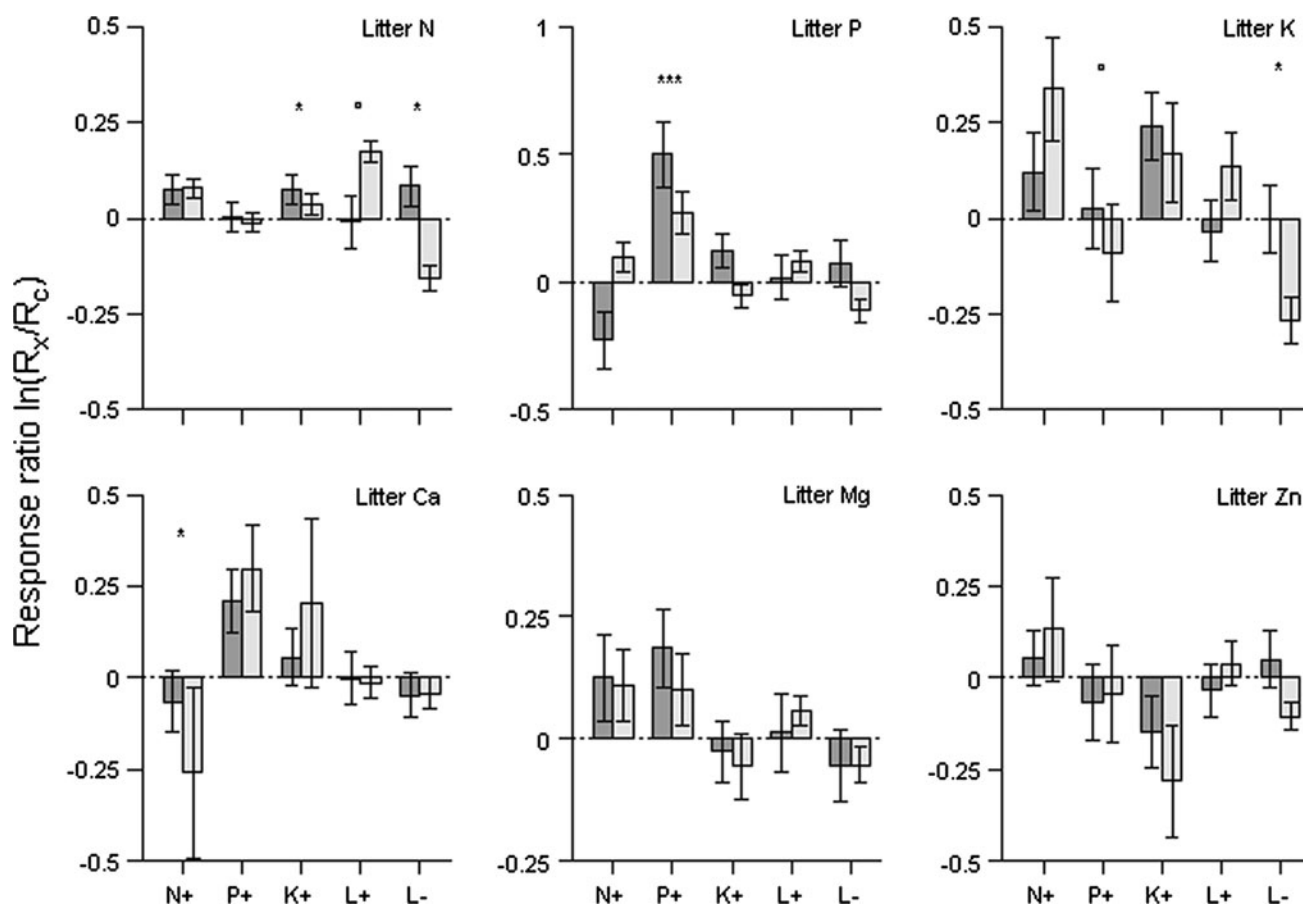 Response ratio ln(Rx/Rc)
Litter N
0.5
0.25
0
-0.25
-0.5
* ▫ *
Litter P
1
0.5
0
-0.5
***
Litter K
0.5
0.25
0
-0.25
-0.5
▫ *
Litter Ca
0.5
0.25
0
-0.25
-0.5
*
N+ P+ K+ L+ L-
Litter Mg
0.5
0.25
0
-0.25
N+ P+ K+ L+ L-
Litter Zn
0.5
0.25
0
-0.25
-0.5
N+ P+ K+ L+ L-